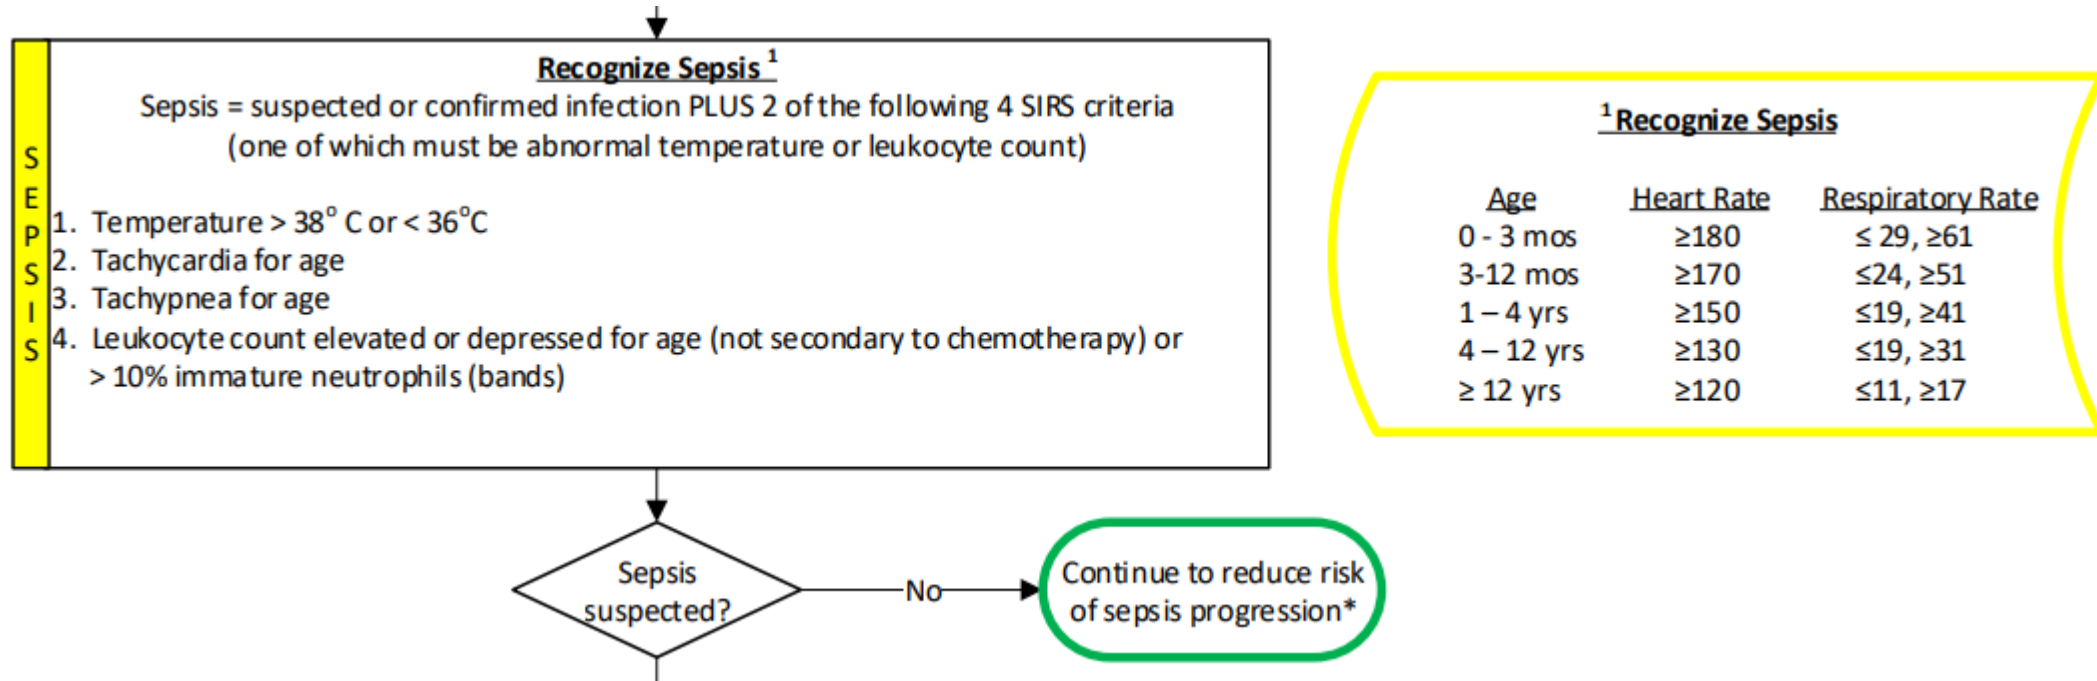 Recognize Sepsis ¹
Sepsis = suspected or confirmed infection PLUS 2 of the following 4 SIRS criteria
(one of which must be abnormal temperature or leukocyte count)
SEPSIS
1. Temperature > 38° C or < 36°C
2. Tachycardia for age
3. Tachypnea for age
4. Leukocyte count elevated or depressed for age (not secondary to chemotherapy) or
> 10% immature neutrophils (bands)
¹ Recognize Sepsis
Age Heart Rate Respiratory Rate
0 - 3 mos ≥180 ≤ 29, ≥61
3-12 mos ≥170 ≤24, ≥51
1 – 4 yrs ≥150 ≤19, ≥41
4 – 12 yrs ≥130 ≤19, ≥31
≥ 12 yrs ≥120 ≤11, ≥17
Sepsis
suspected?
No
Continue to reduce risk
of sepsis progression*